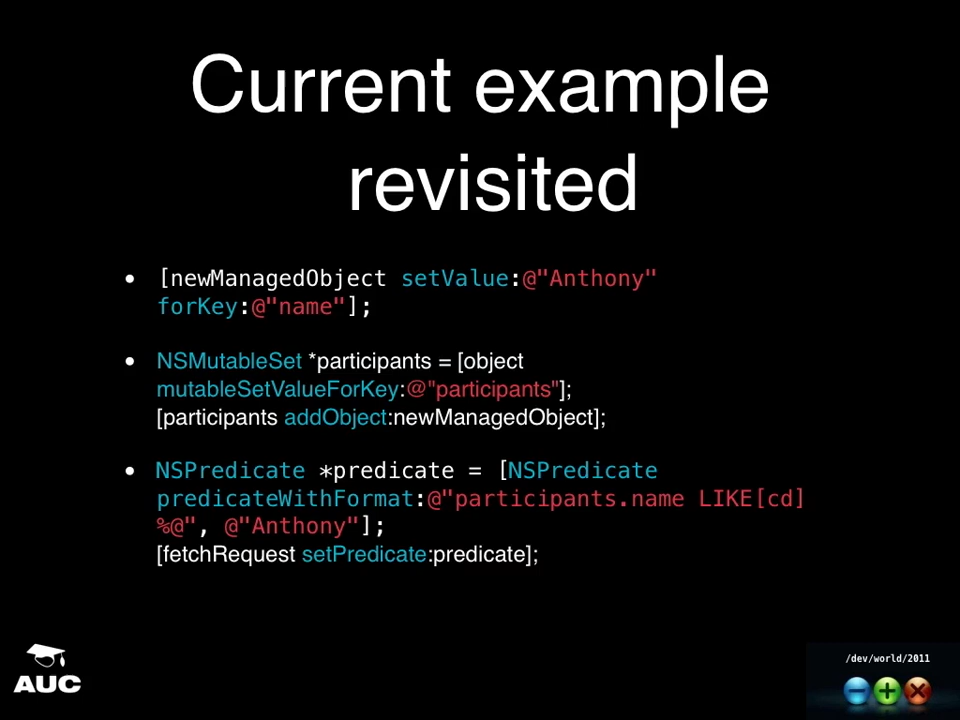 Current example
revisited
• [newManagedObject setValue:@"Anthony"
forKey:@"name"];
• NSMutableSet *participants = [object
mutableSetValueForKey:@"participants"];
[participants addObject:newManagedObject];
• NSPredicate *predicate = [NSPredicate
predicateWithFormat:@"participants.name LIKE[cd]
%@", @"Anthony"];
[fetchRequest setPredicate:predicate];
AUC
/dev/world/2011